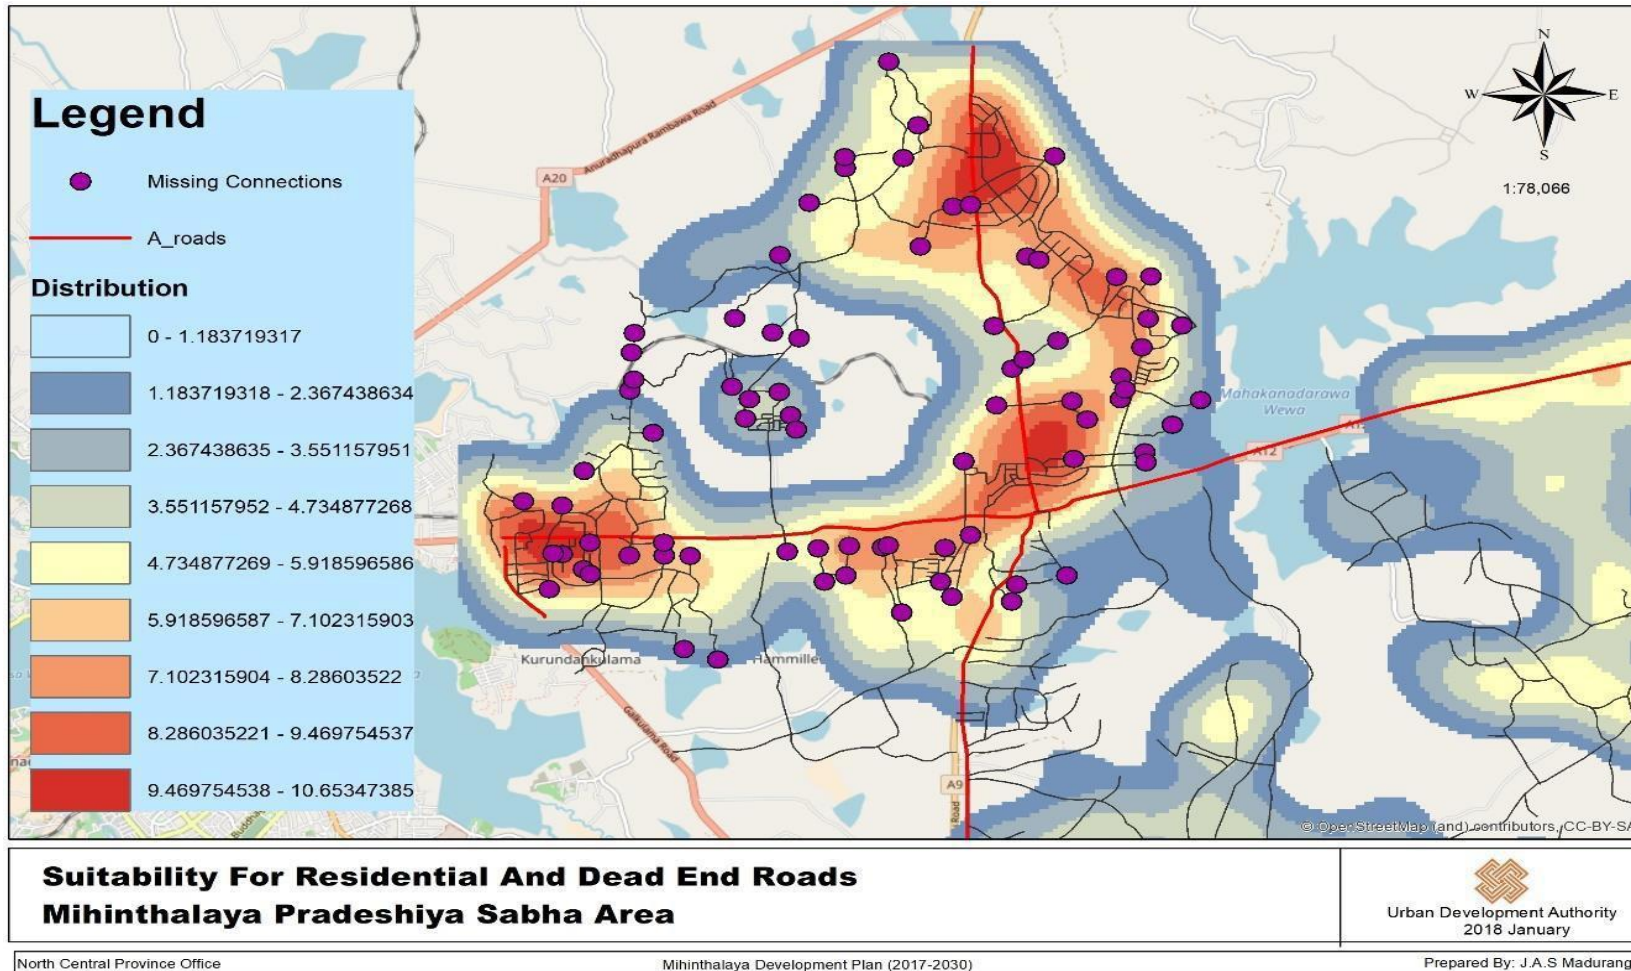 Legend
Missing Connections
A_roads
Distribution
0 - 1.183719317
1.183719318 - 2.367438634
2.367438635 - 3.551157951
3.551157952 - 4.734877268
4.734877269 - 5.918596586
5.918596587 - 7.102315903
7.102315904 - 8.28603522
8.286035221 - 9.469754537
9.469754538 - 10.65347385
N
W
E
S
1:78,066
Anuradhapura Rambawa Road
A20
Mahakanadarawa
Wewa
A12
Kurundankulama
Galkulama Road
A9
Road
© OpenStreetMap (and) contributors, CC-BY-SA
Suitability For Residential And Dead End Roads
Mihinthalaya Pradeshiya Sabha Area
Urban Development Authority
2018 January
North Central Province Office
Mihinthalaya Development Plan (2017-2030)
Prepared By: J.A.S Madurang